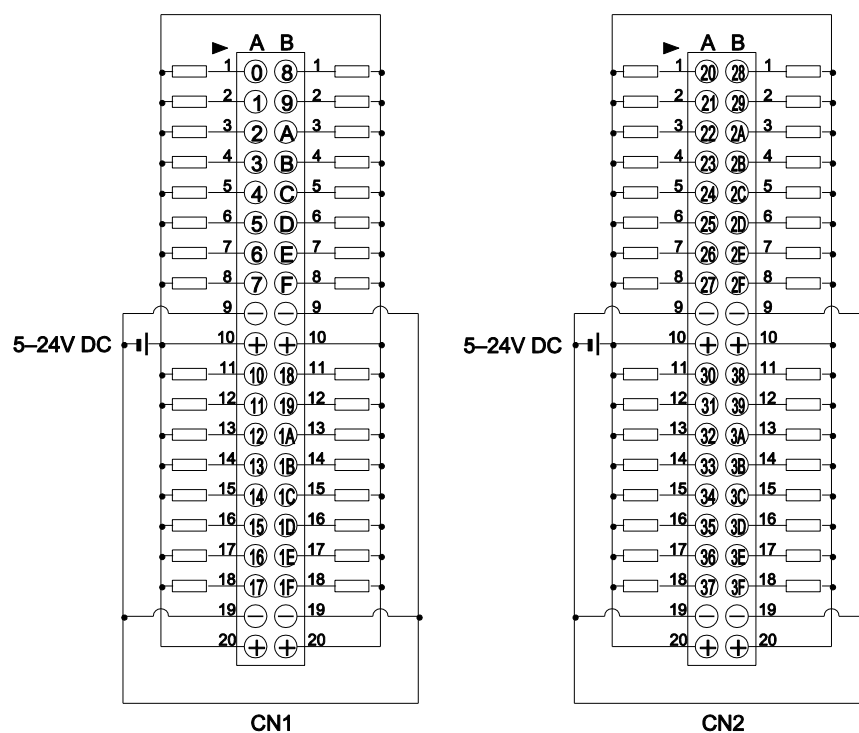 A B A B
1 0 8 1 1 20 28 1
2 1 9 2 2 21 29 2
3 2 A 3 3 22 2A 3
4 3 B 4 4 23 2B 4
5 4 C 5 5 24 2C 5
6 5 D 6 6 25 2D 6
7 6 E 7 7 26 2E 7
8 7 F 8 8 27 2F 8
9 − − 9 9 − − 9
5–24V DC 10 + + 10 5–24V DC 10 + + 10
11 10 18 11 11 30 38 11
12 11 19 12 12 31 39 12
13 12 1A 13 13 32 3A 13
14 13 1B 14 14 33 3B 14
15 14 1C 15 15 34 3C 15
16 15 1D 16 16 35 3D 16
17 16 1E 17 17 36 3E 17
18 17 1F 18 18 37 3F 18
19 − − 19 19 − − 19
20 + + 20 20 + + 20
CN1 CN2